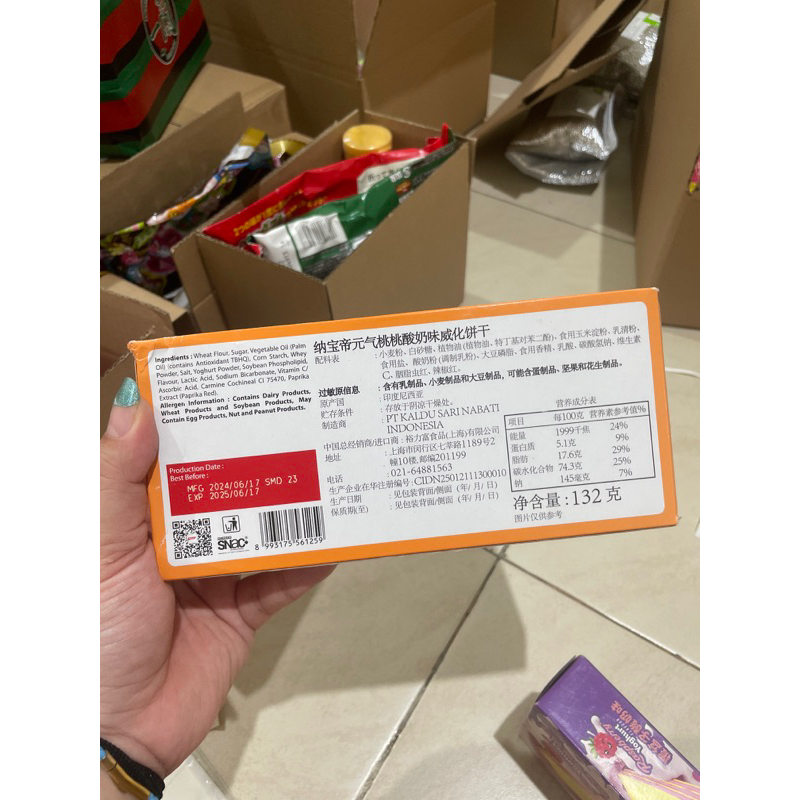 Ingredients : Wheat Flour, Sugar, Vegetable Oil (Palm
Oil) (contains Antioxidant TBHQ), Corn Starch, Whey
Powder, Salt, Yoghurt Powder, Soybean Phospholipid,
Flavour, Lactic Acid, Sodium Bicarbonate, Vitamin C/
Ascorbic Acid, Carmine Cochineal CI 75470, Paprika
Extract (Paprika Red).
Allergen Information : Contains Dairy Products,
Wheat Products and Soybean Products, May
Contain Egg Products, Nut and Peanut Products.
Production Date :
Best Before :
MFG 2024/06/17 SMD 23
EXP 2025/06/17
SNAC
8 993175 561259
纳宝帝元气桃桃酸奶味威化饼干
配料表 : 小麦粉、白砂糖、植物油(植物油、特丁基对苯二酚)、食用玉米淀粉、乳清粉、
食用盐、酸奶粉(调制乳粉)、大豆磷脂、食用香精、乳酸、碳酸氢钠、维生素
C、胭脂虫红、辣椒红。
过敏原信息 : 含有乳制品、小麦制品和大豆制品，可能含蛋制品、坚果和花生制品。
原产国 : 印度尼西亚
贮存条件 : 存放于阴凉干燥处。
制造商 : PT KALDU SARI NABATI
INDONESIA
中国总经销商/进口商 : 裕力富食品(上海)有限公司
地址 : 上海市闵行区七莘路1189号2
幢10楼,邮编201199
电话 : 021-64881563
生产企业在华注册编号 : CIDN25012111300010
生产日期 : 见包装背面/侧面 (年/月/日)
保质期(至) : 见包装背面/侧面 (年/月/日)
营养成分表
项目 每100克 营养素参考值%
能量 1999千焦 24%
蛋白质 5.1克 9%
脂肪 17.6克 29%
碳水化合物 74.3克 25%
钠 145毫克 7%
净含量 : 132 克
图片仅供参考
Raspberry
Yoghurt